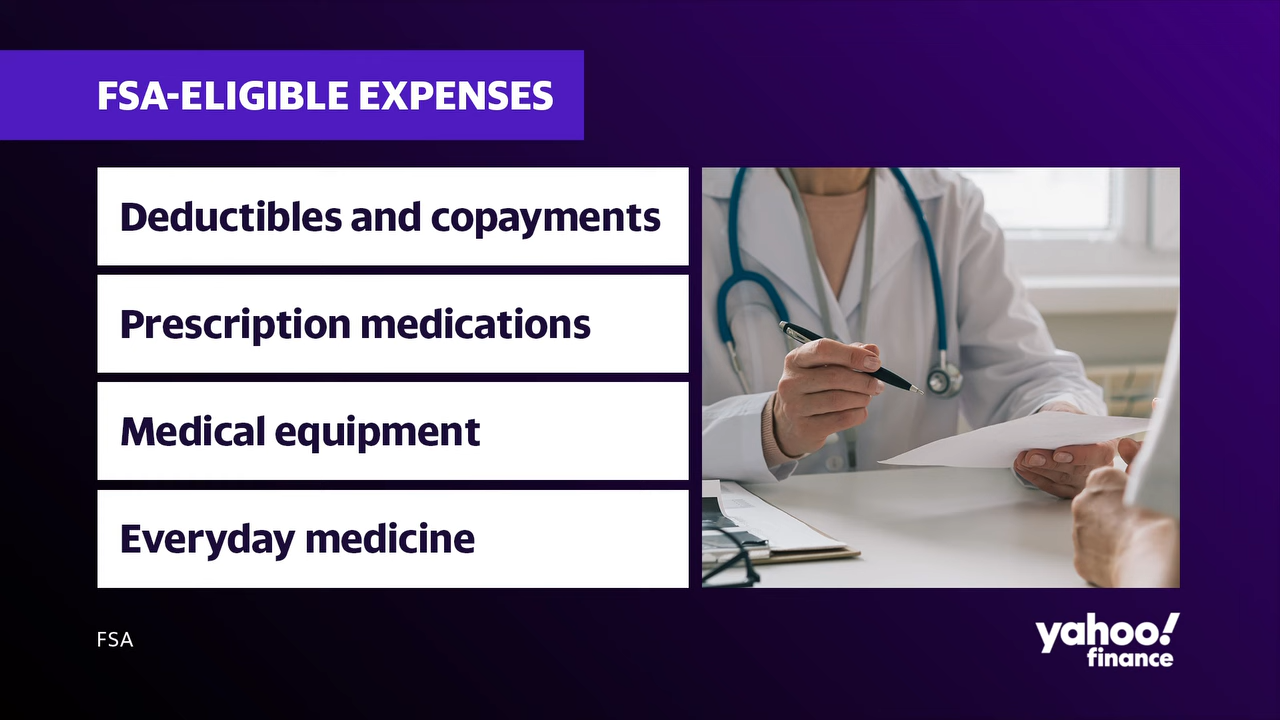 FSA-ELIGIBLE EXPENSES
Deductibles and copayments
Prescription medications
Medical equipment
Everyday medicine
FSA
yahoo!
finance